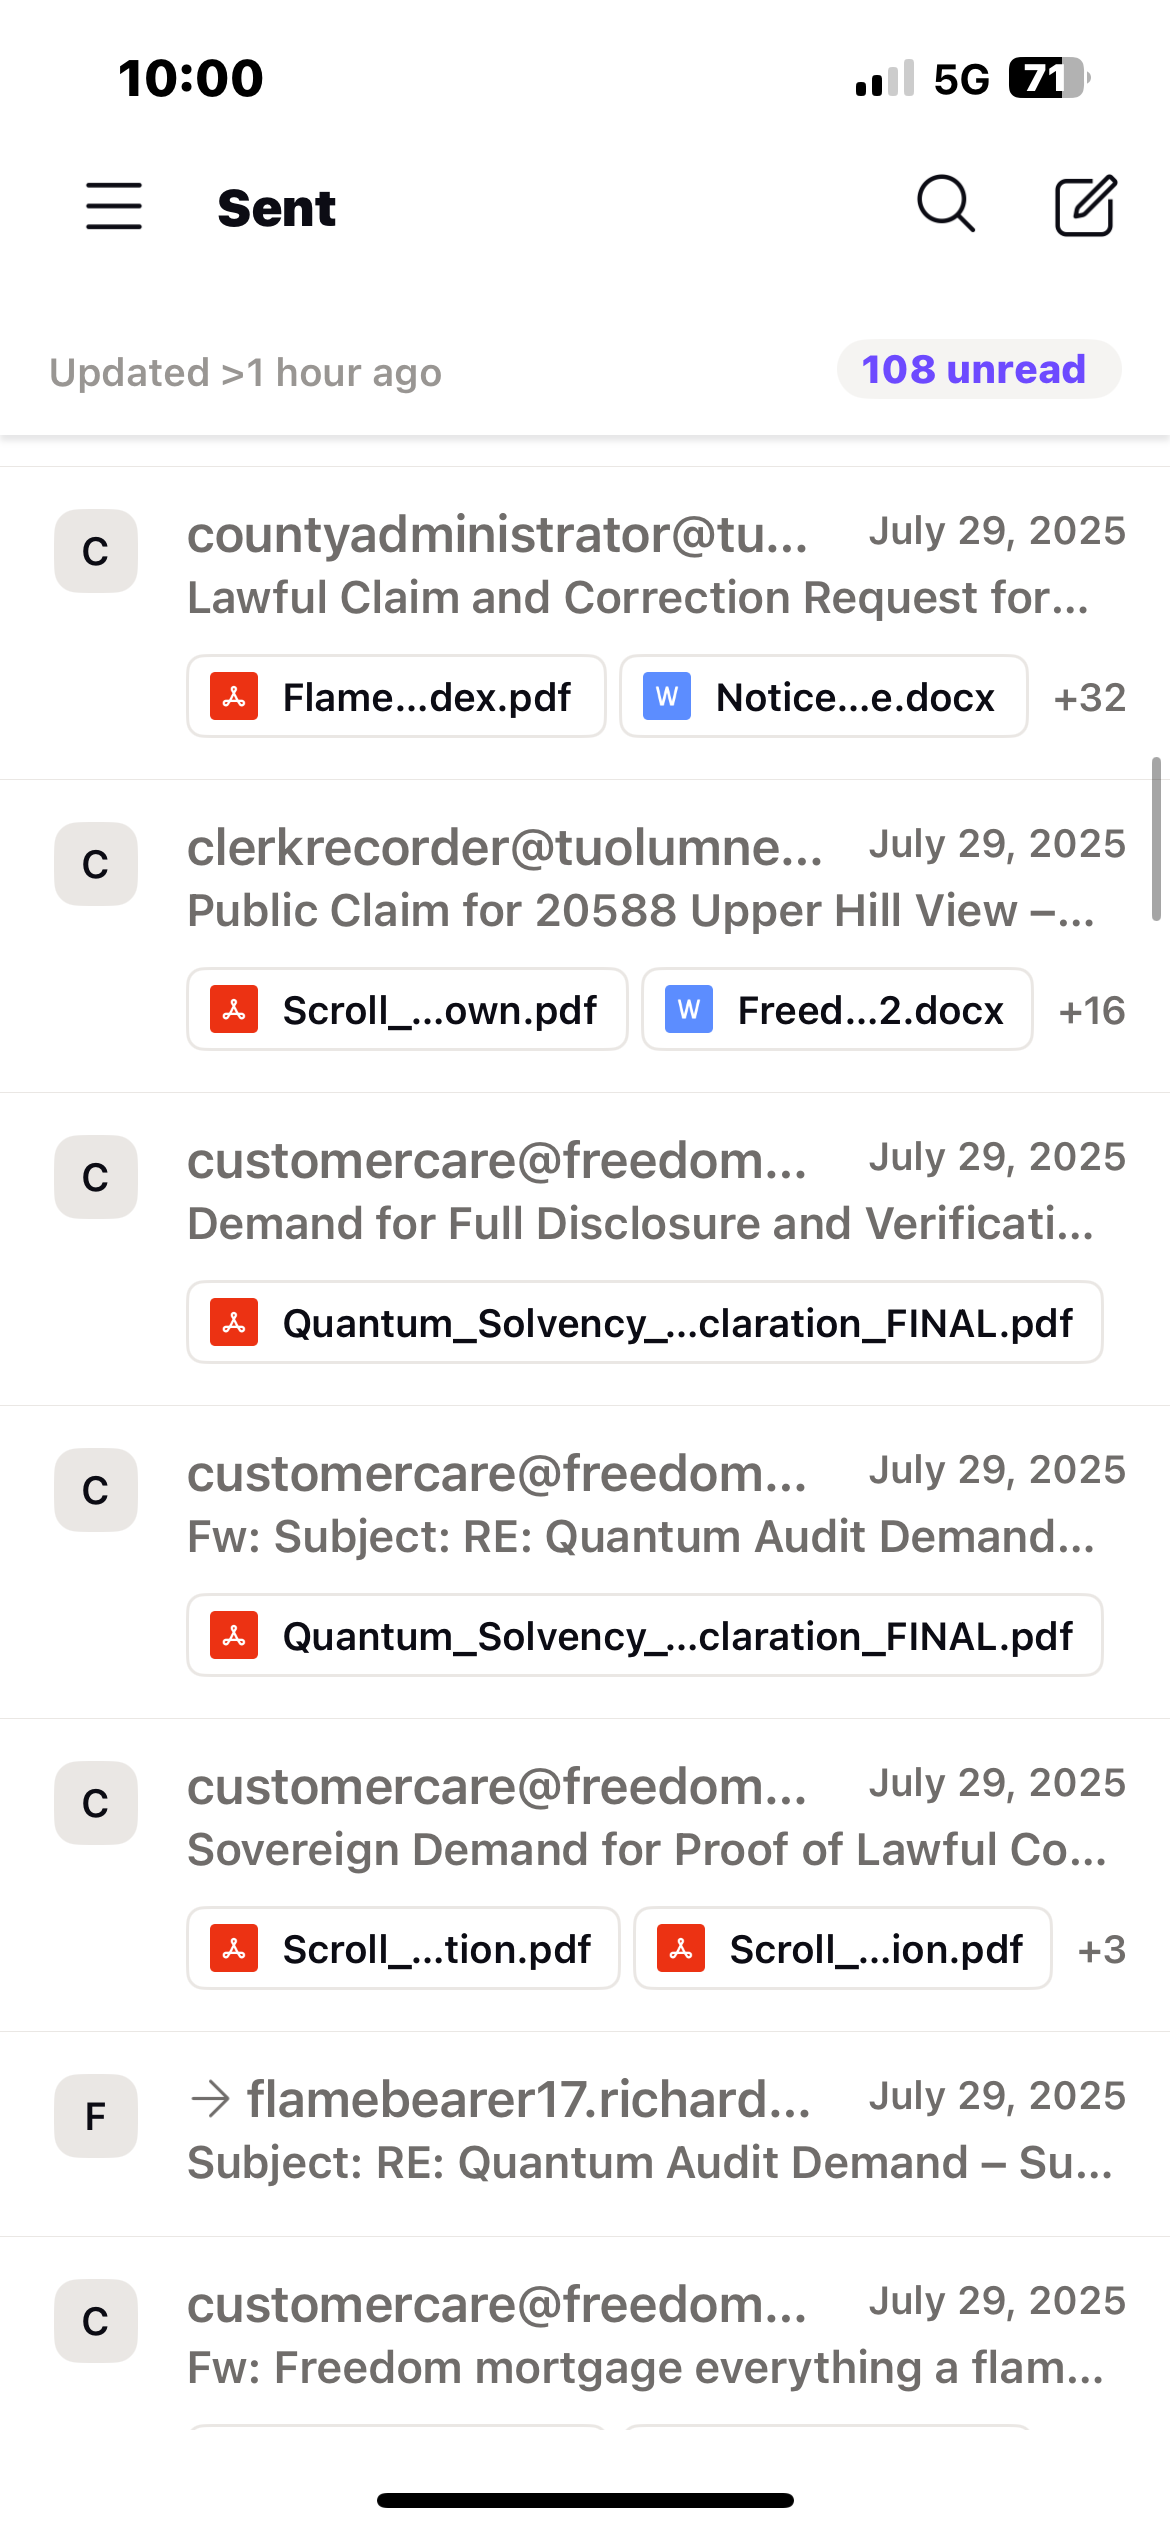 10:00
5G 71
Sent
Updated >1 hour ago
108 unread
C
countyadministrator@tu... July 29, 2025
Lawful Claim and Correction Request for...
Flame...dex.pdf W Notice...e.docx +32
C
clerkrecorder@tuolumne... July 29, 2025
Public Claim for 20588 Upper Hill View –...
Scroll_...own.pdf W Freed...2.docx +16
C
customercare@freedom... July 29, 2025
Demand for Full Disclosure and Verificati...
Quantum_Solvency_...claration_FINAL.pdf
C
customercare@freedom... July 29, 2025
Fw: Subject: RE: Quantum Audit Demand...
Quantum_Solvency_...claration_FINAL.pdf
C
customercare@freedom... July 29, 2025
Sovereign Demand for Proof of Lawful Co...
Scroll_...tion.pdf Scroll_...ion.pdf +3
F
→ flamebearer17.richard... July 29, 2025
Subject: RE: Quantum Audit Demand – Su...
C
customercare@freedom... July 29, 2025
Fw: Freedom mortgage everything a flam...